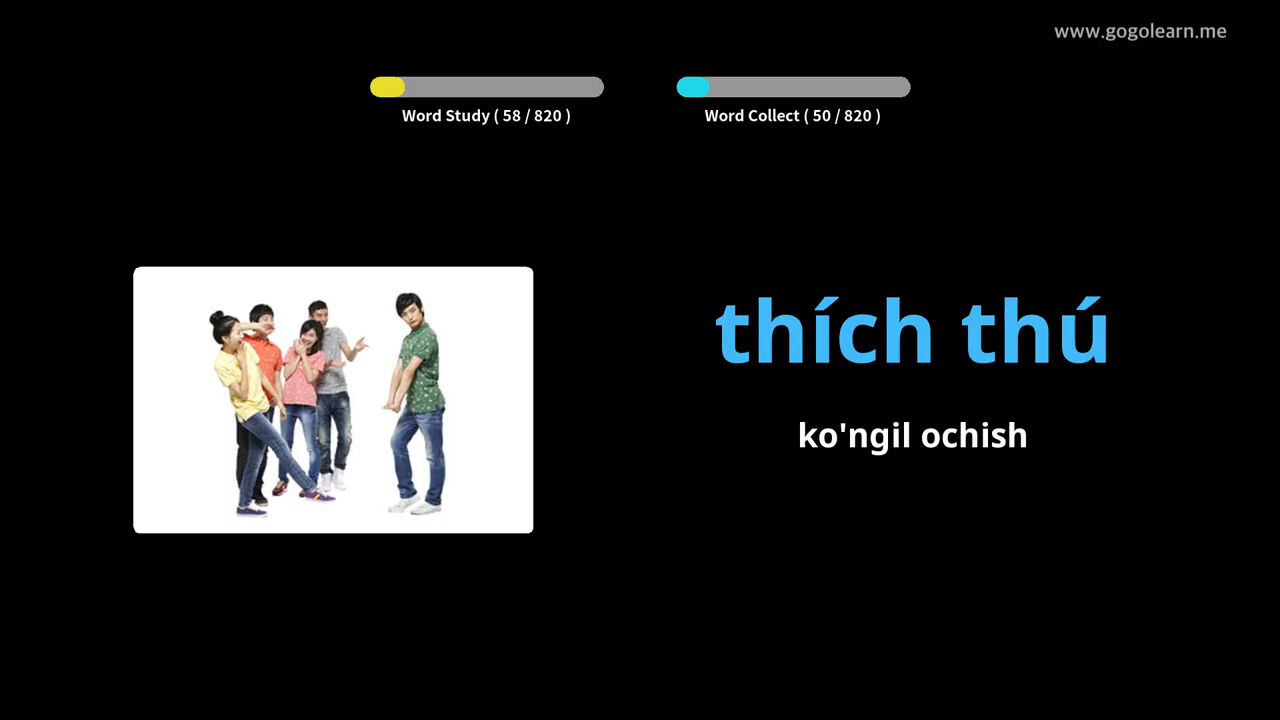 www.gogolearn.me
Word Study ( 58 / 820 )
Word Collect ( 50 / 820 )
thích thú
ko'ngil ochish